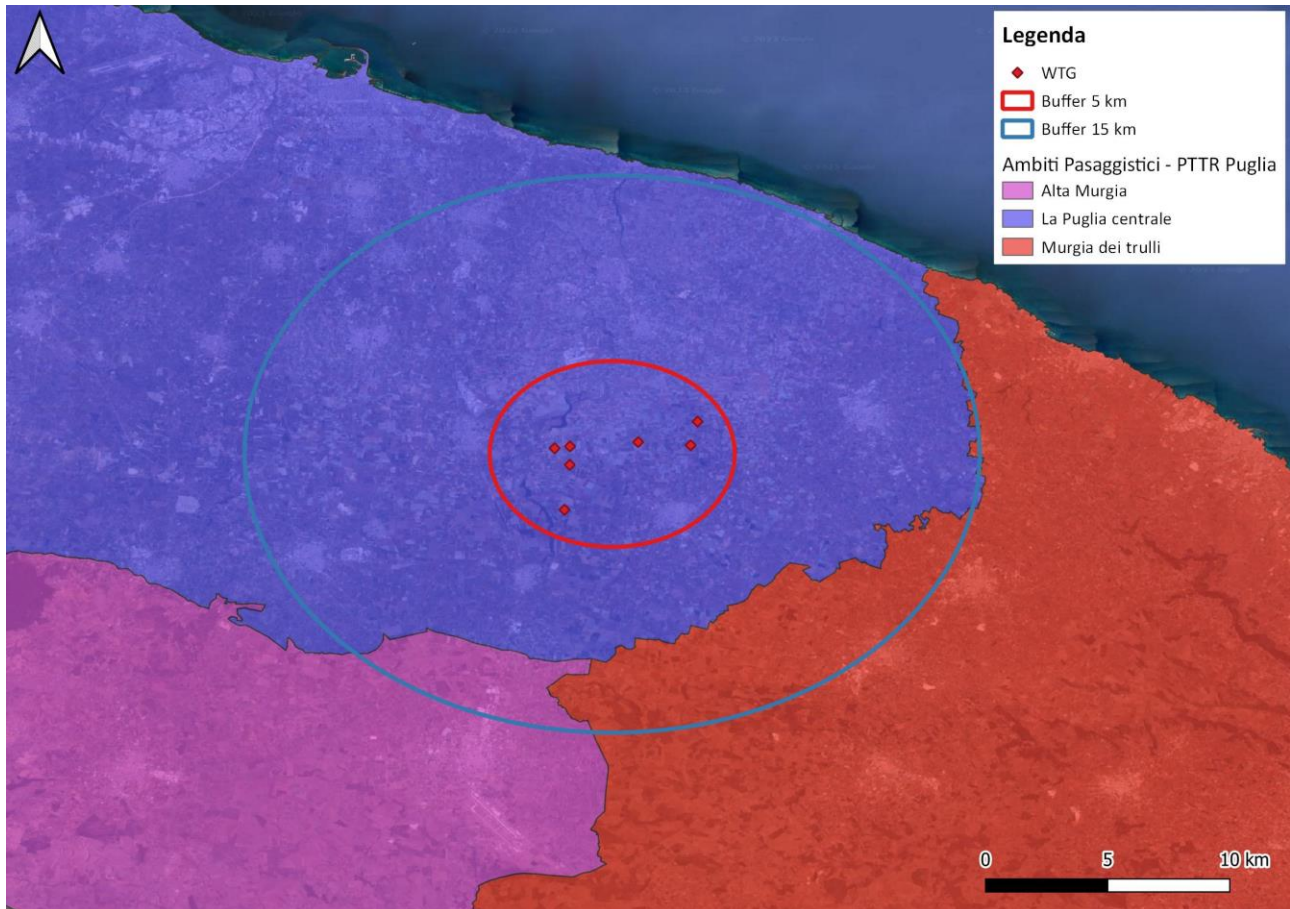 Legenda
WTG
Buffer 5 km
Buffer 15 km
Ambiti Pasaggistici - PTTR Puglia
Alta Murgia
La Puglia centrale
Murgia dei trulli
0 5 10 km